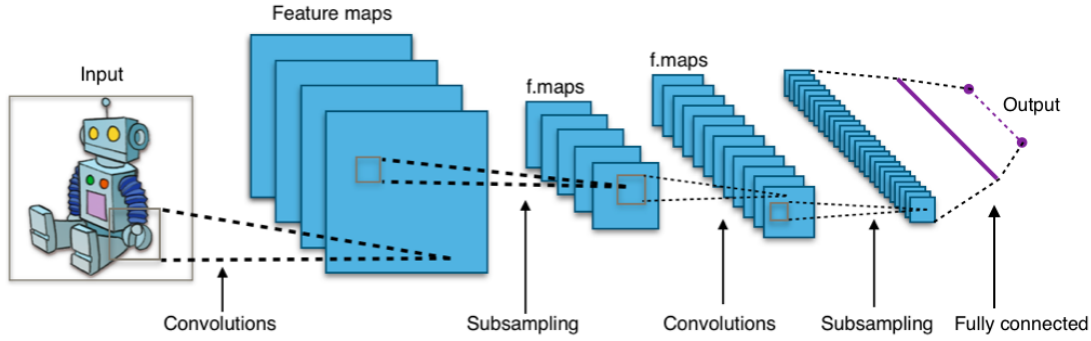 Feature maps
Input
f.maps
f.maps
Output
Convolutions
Subsampling
Convolutions
Subsampling
Fully connected